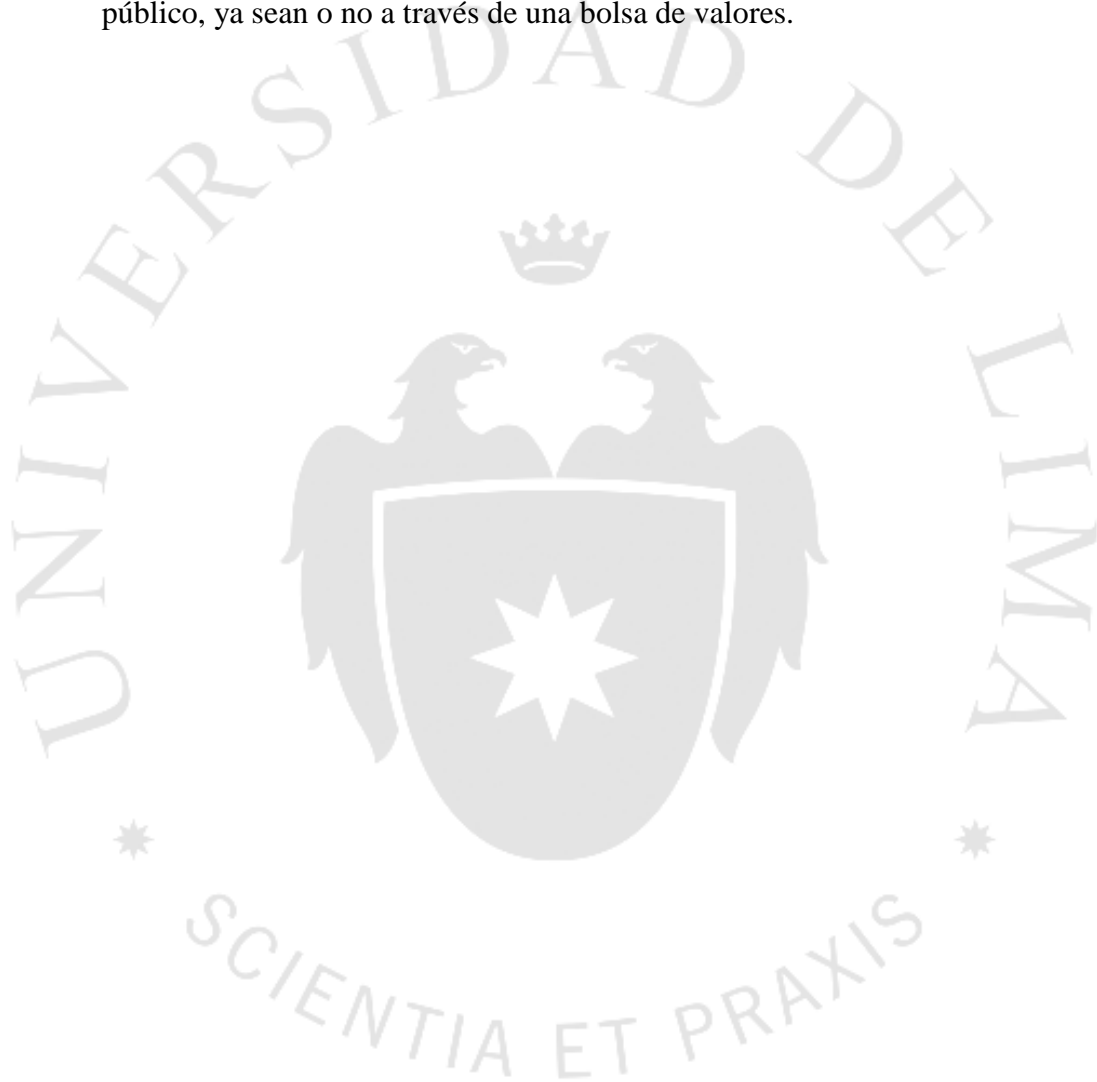 público, ya sean o no a través de una bolsa de valores.
UNIVERSIDAD DE LIMA
SCIENTIA ET PRAXIS